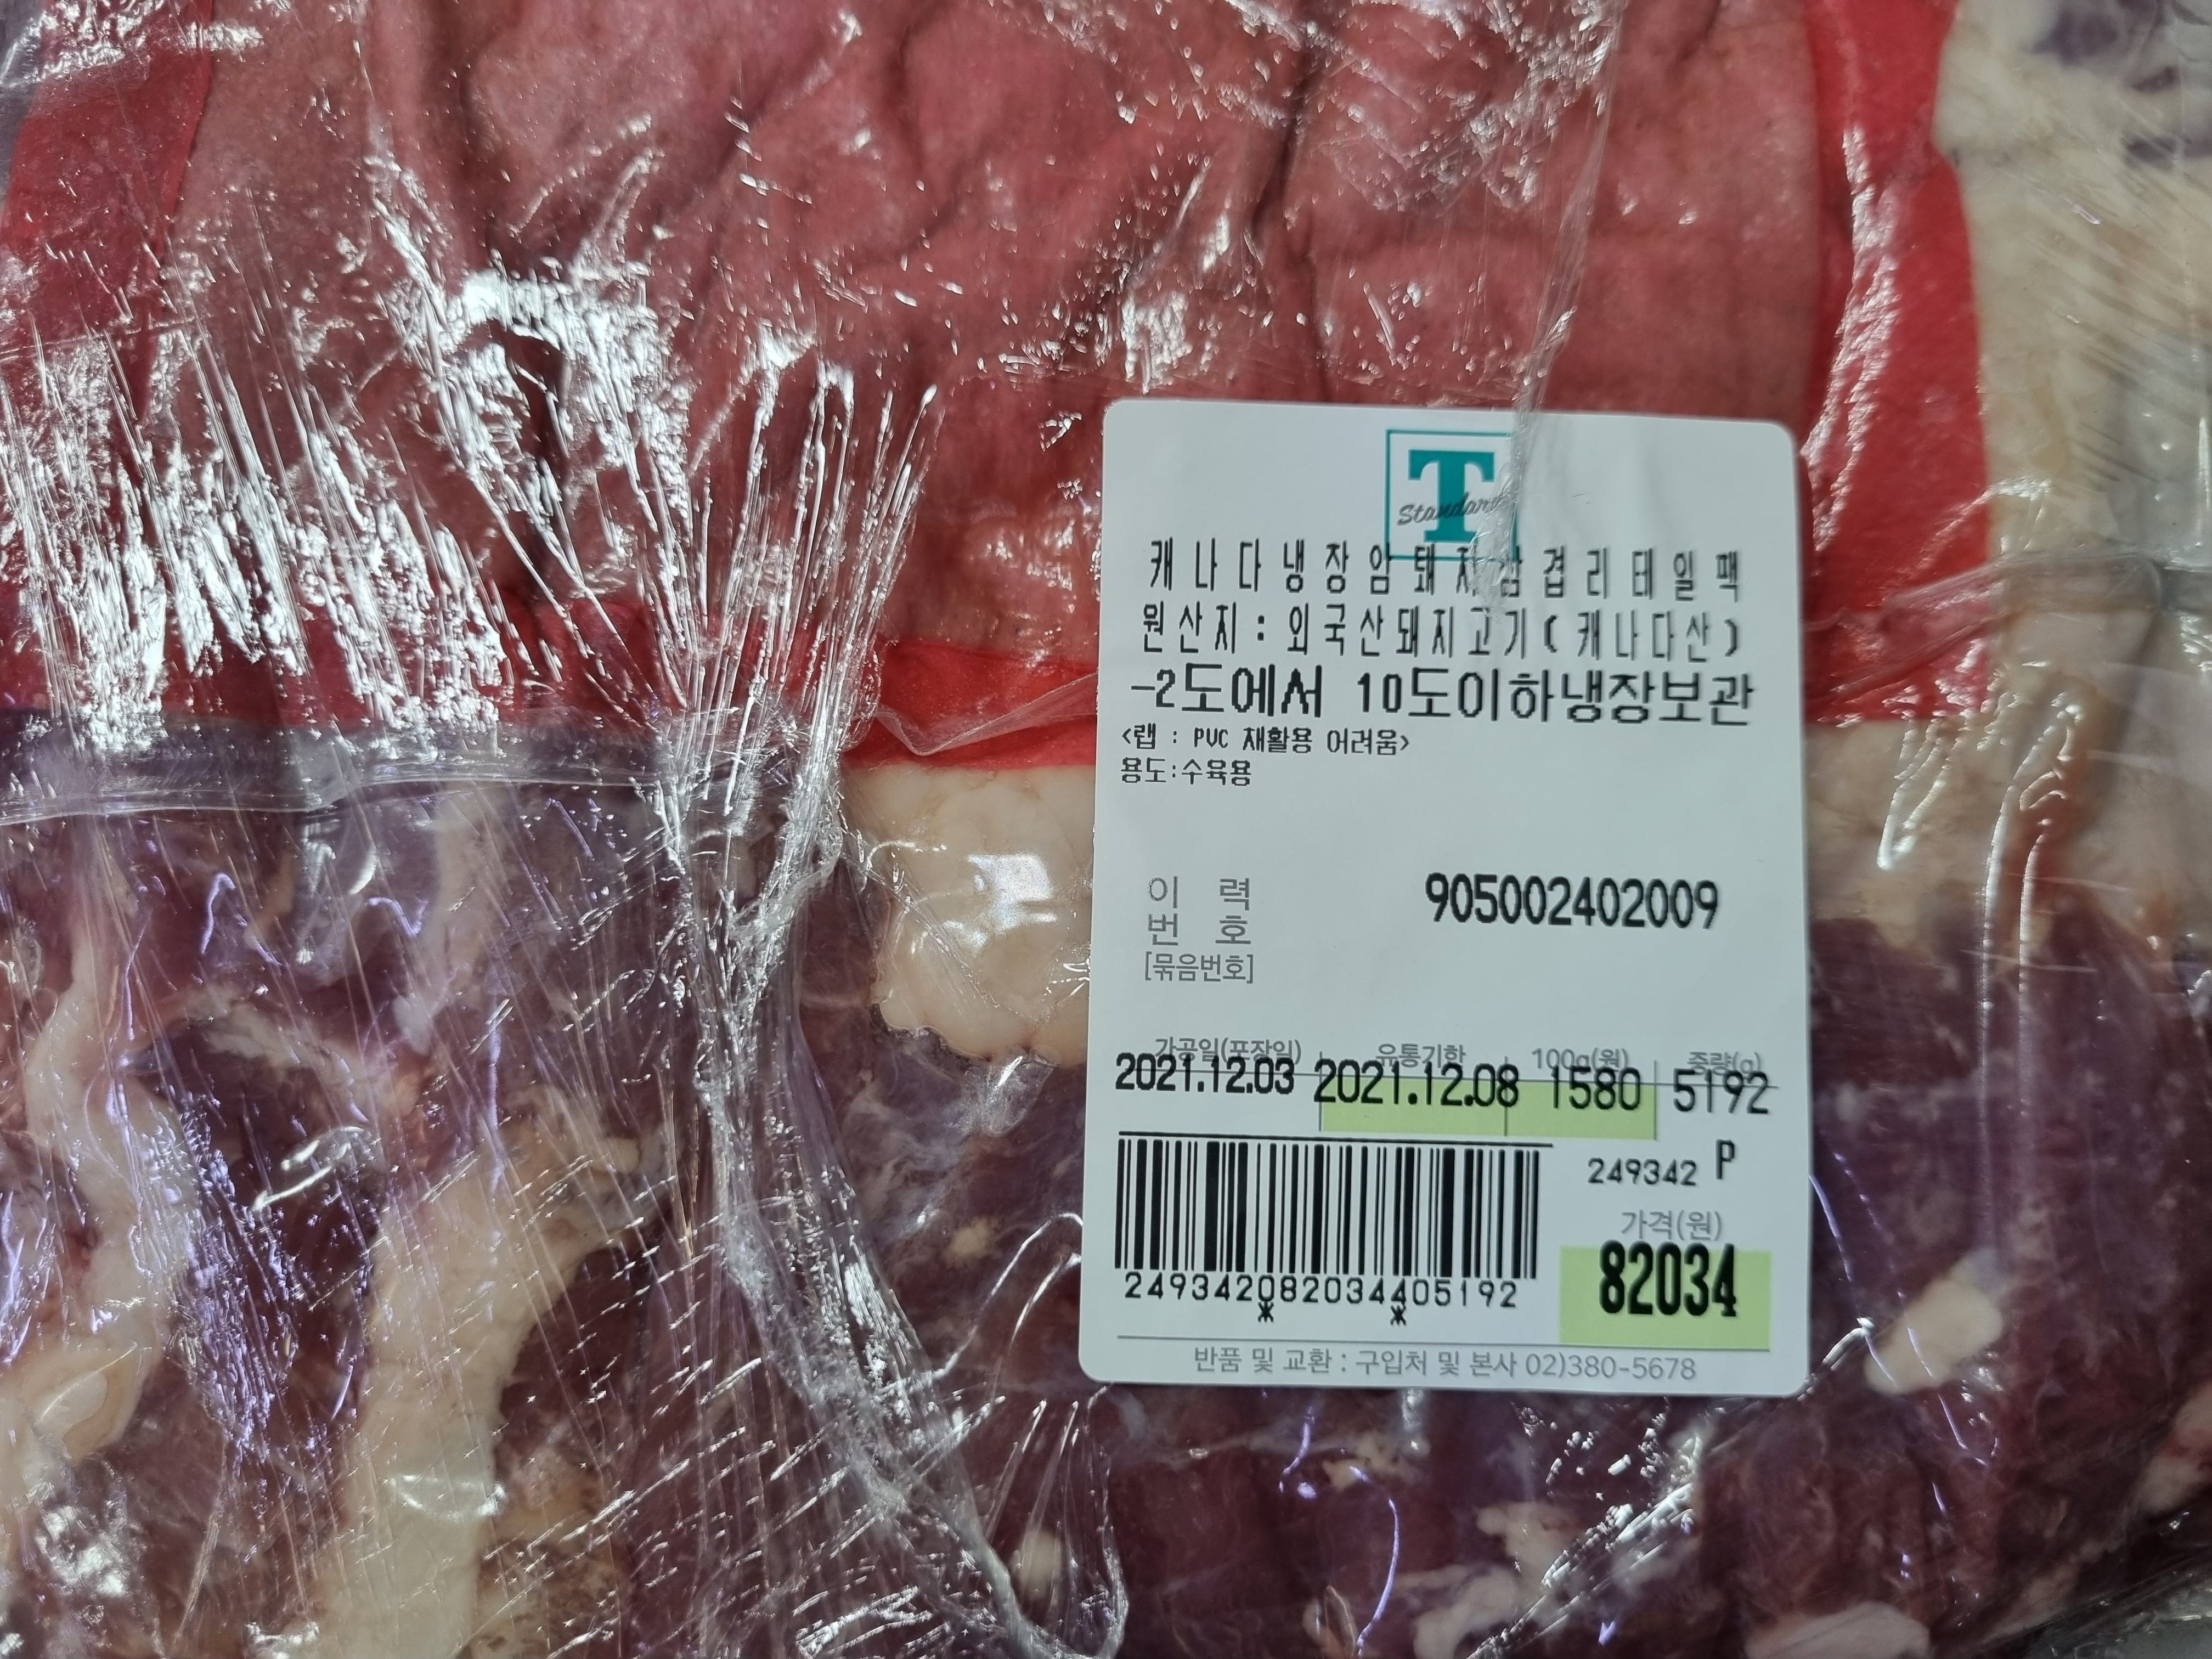 T
Standard
캐나다냉장암돼지삼겹리테일팩
원산지:외국산돼지고기(캐나다산)
-2도에서 10도이하냉장보관
<랩 : PVC 재활용 어려움>
용도:수육용
이 력
번 호
[묶음번호]
905002402009
가공일(포장일) 유통기한 100g(원) 중량(g)
2021.12.03 2021.12.08 1580 5192
249342 P
가격(원)
82034
249342082034405192
반품 및 교환 : 구입처 및 본사 02)380-5678